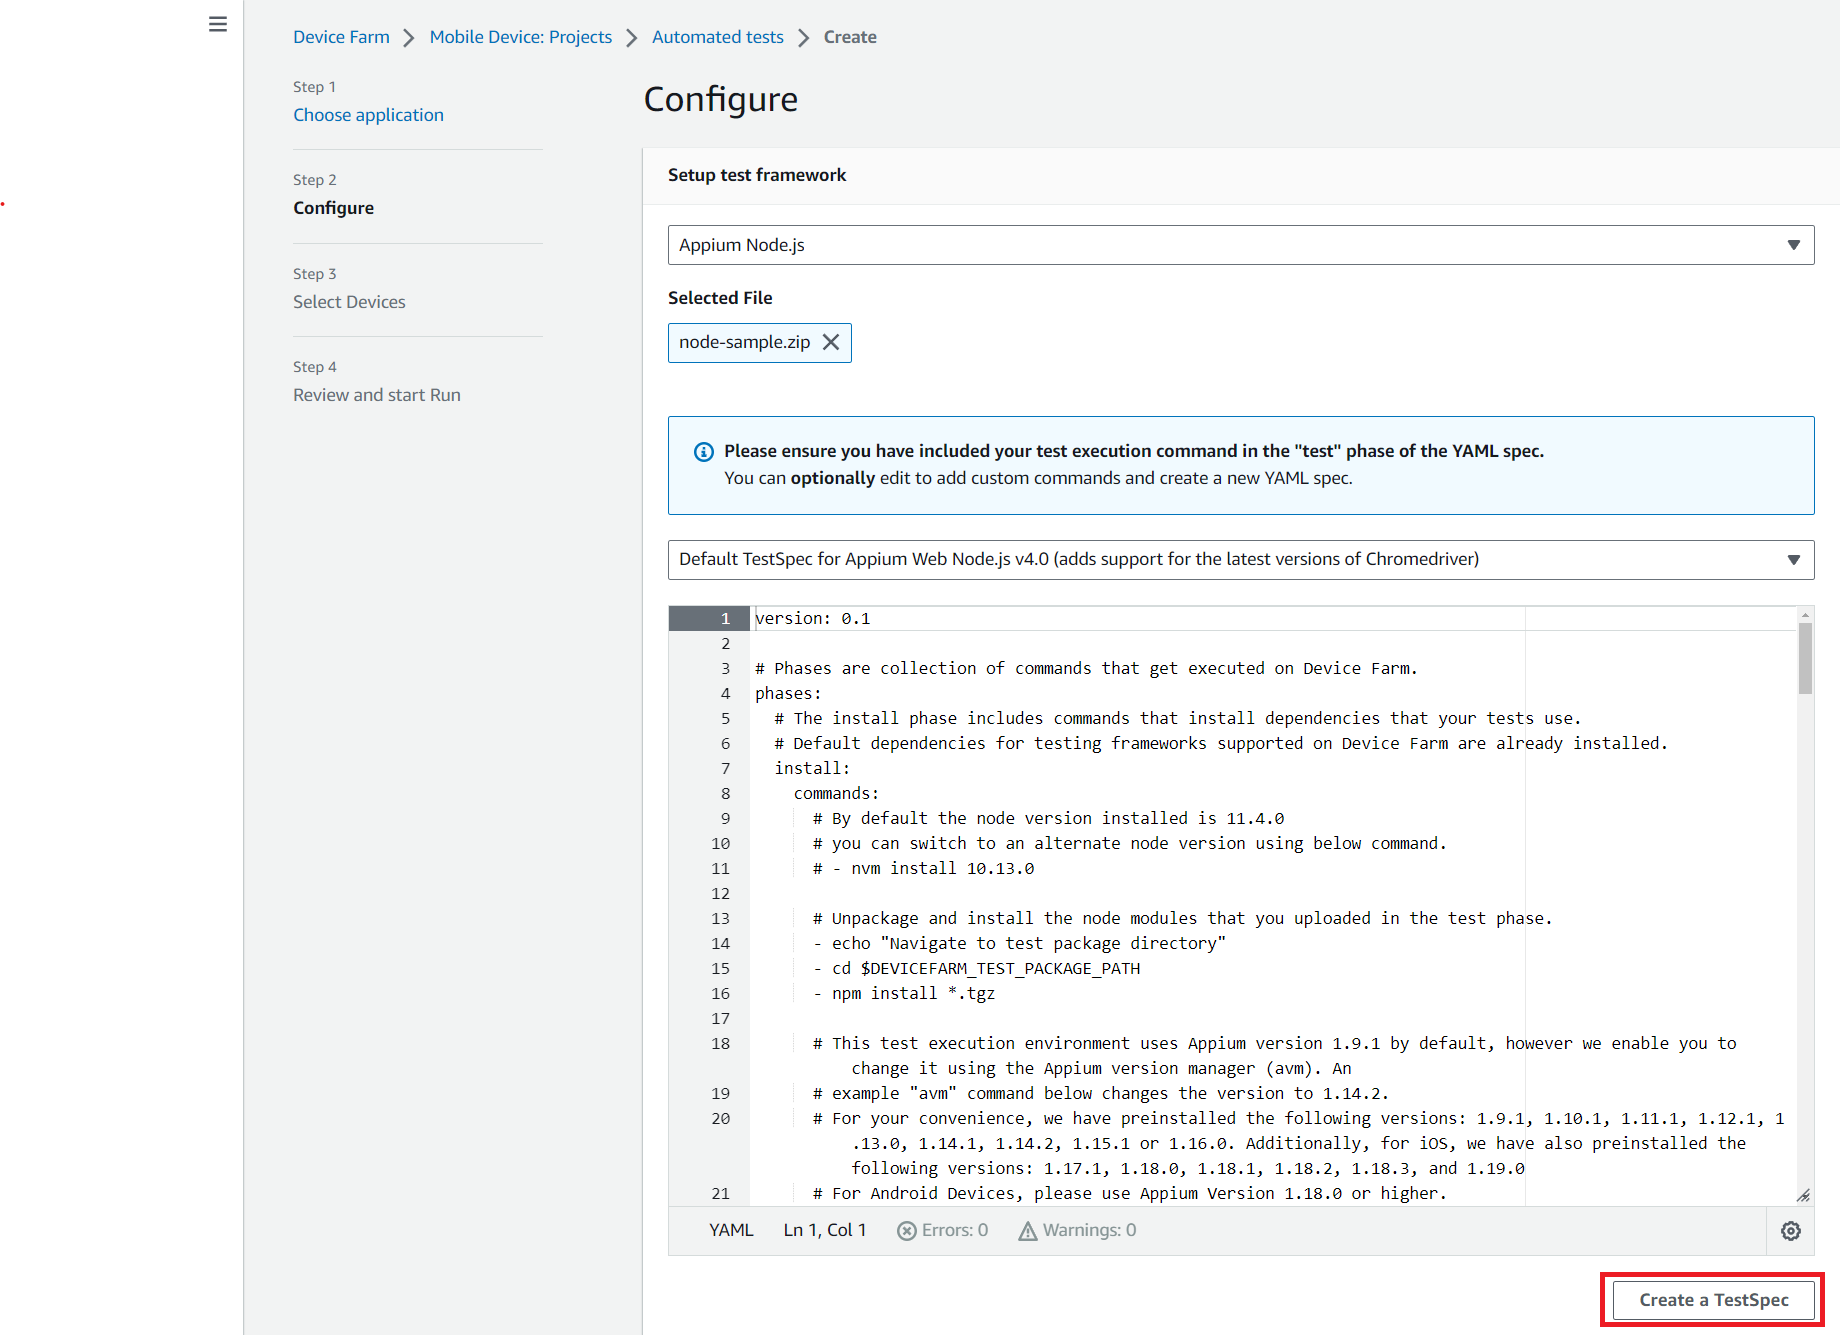 Device Farm > Mobile Device: Projects > Automated tests > Create
Step 1
Choose application
Step 2
Configure
Step 3
Select Devices
Step 4
Review and start Run
Configure
Setup test framework
Appium Node.js
Selected File
node-sample.zip
Please ensure you have included your test execution command in the "test" phase of the YAML spec.
You can optionally edit to add custom commands and create a new YAML spec.
Default TestSpec for Appium Web Node.js v4.0 (adds support for the latest versions of Chromedriver)
1 version: 0.1
2
3 # Phases are collection of commands that get executed on Device Farm.
4 phases:
5 # The install phase includes commands that install dependencies that your tests use.
6 # Default dependencies for testing frameworks supported on Device Farm are already installed.
7 install:
8 commands:
9 # By default the node version installed is 11.4.0
10 # you can switch to an alternate node version using below command.
11 # - nvm install 10.13.0
12
13 # Unpackage and install the node modules that you uploaded in the test phase.
14 - echo "Navigate to test package directory"
15 - cd $DEVICEFARM_TEST_PACKAGE_PATH
16 - npm install *.tgz
17
18 # This test execution environment uses Appium version 1.9.1 by default, however we enable you to
change it using the Appium version manager (avm). An
19 # example "avm" command below changes the version to 1.14.2.
20 # For your convenience, we have preinstalled the following versions: 1.9.1, 1.10.1, 1.11.1, 1.12.1, 1
.13.0, 1.14.1, 1.14.2, 1.15.1 or 1.16.0. Additionally, for iOS, we have also preinstalled the
following versions: 1.17.1, 1.18.0, 1.18.1, 1.18.2, 1.18.3, and 1.19.0
21 # For Android Devices, please use Appium Version 1.18.0 or higher.
YAML Ln 1, Col 1 Errors: 0 Warnings: 0
Create a TestSpec